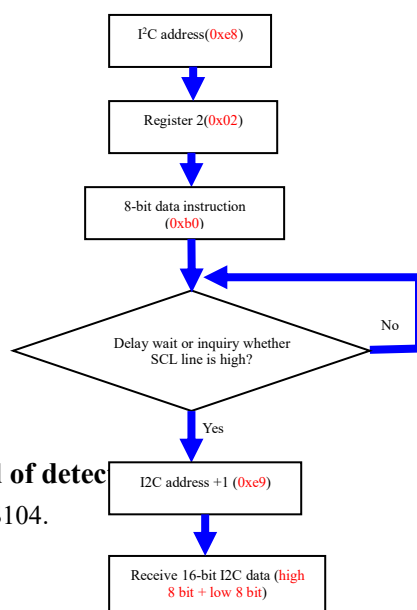 I²C address(0xe8)
Register 2(0x02)
8-bit data instruction
(0xb0)
Delay wait or inquiry whether
SCL line is high?
No
Yes
of detec
I2C address +1 (0xe9)
104.
Receive 16-bit I2C data (high
8 bit + low 8 bit)